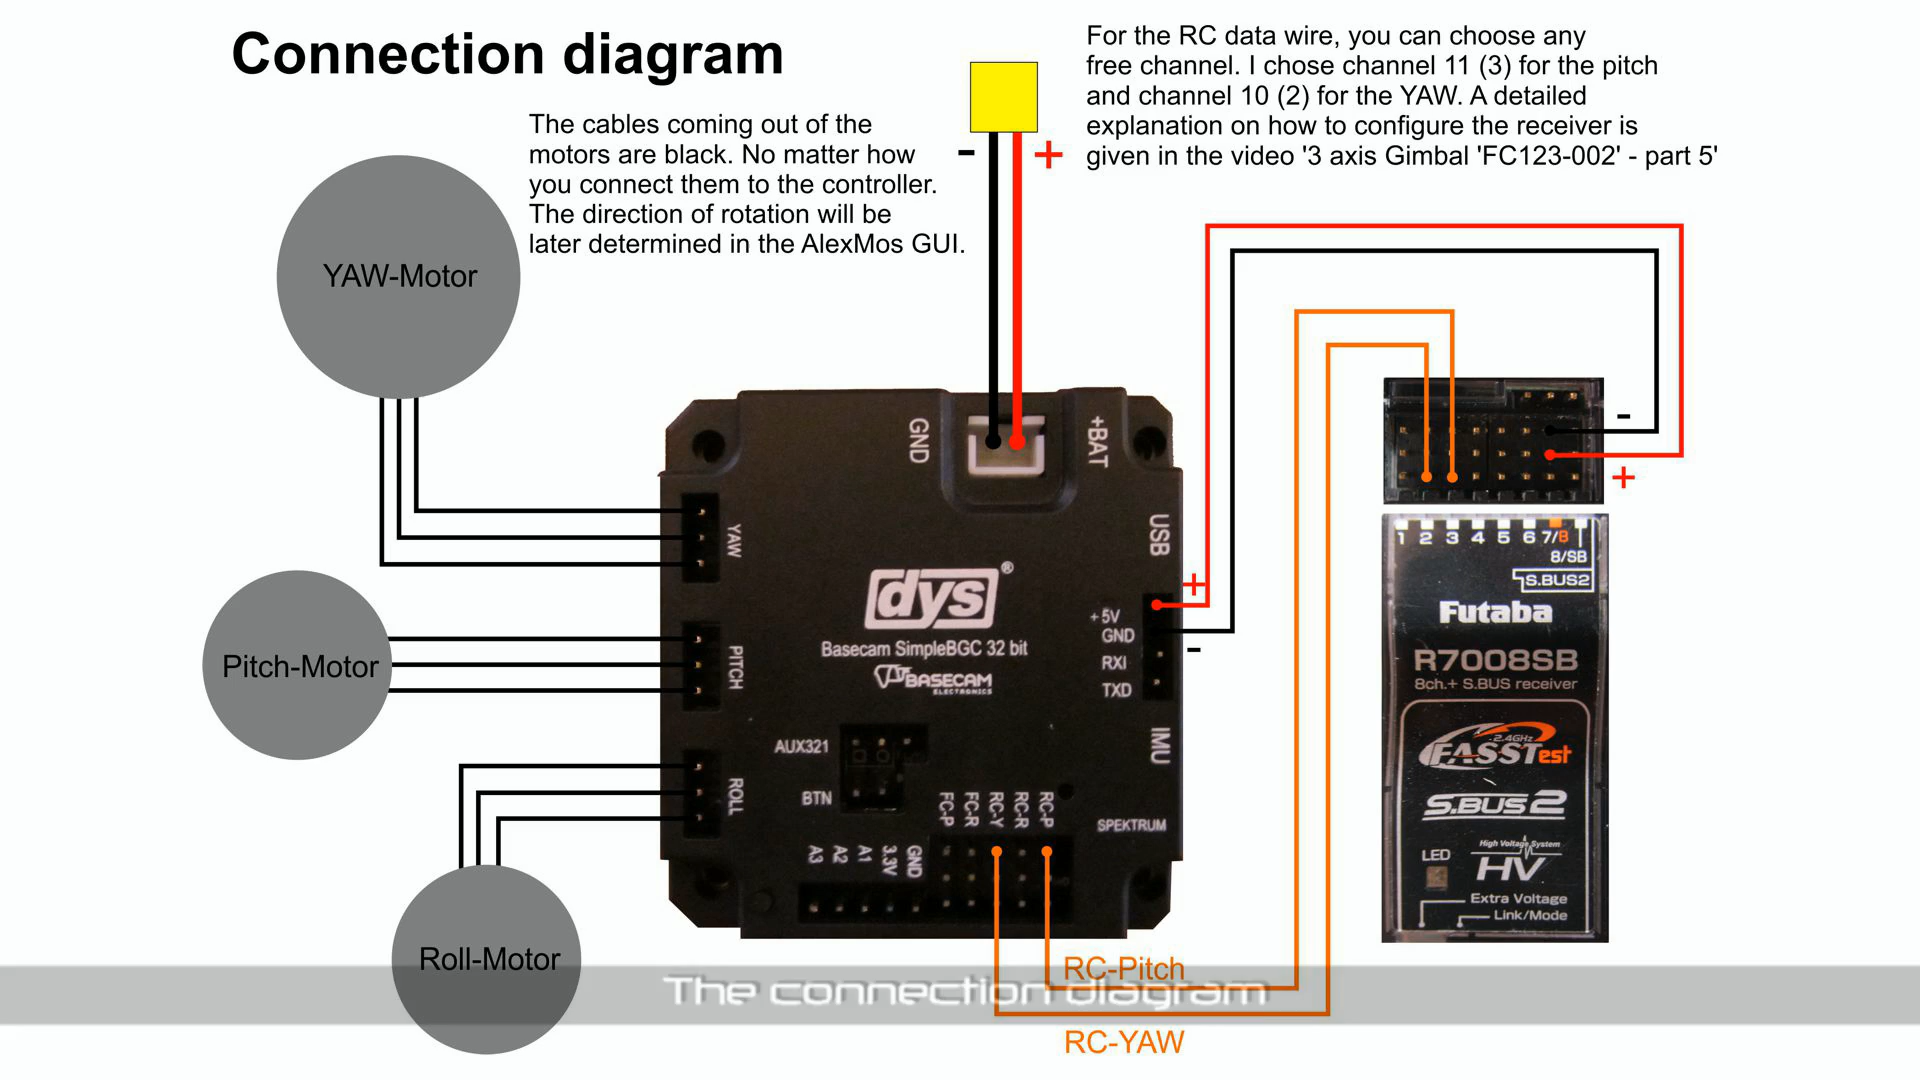 Connection diagram
For the RC data wire, you can choose any
free channel. I chose channel 11 (3) for the pitch
and channel 10 (2) for the YAW. A detailed
explanation on how to configure the receiver is
given in the video '3 axis Gimbal 'FC123-002' - part 5'
The cables coming out of the
motors are black. No matter how
you connect them to the controller.
The direction of rotation will be
later determined in the AlexMos GUI.
- +
YAW-Motor
Pitch-Motor
Roll-Motor
GND
+BAT
YAW
PITCH
ROLL
USB
+
+5V
GND
RXI
TXD
-
IMU
dys®
Basecam SimpleBGC 32 bit
BASECAM
ELECTRONICS
AUX321
BTN
FC-P
FC-R
RC-Y
RC-R
RC-P
SPEKTRUM
A3
A2
A1
3.3V
GND
-
+
1 2 3 4 5 6 7/B
8/SB
S.BUS2
Futaba
R7008SB
8ch.+ S.BUS receiver
2.4GHz
FASSTest
S.BUS2
High Voltage System
HV
LED
Extra Voltage
Link/Mode
RC-Pitch
The connection diagram
RC-YAW